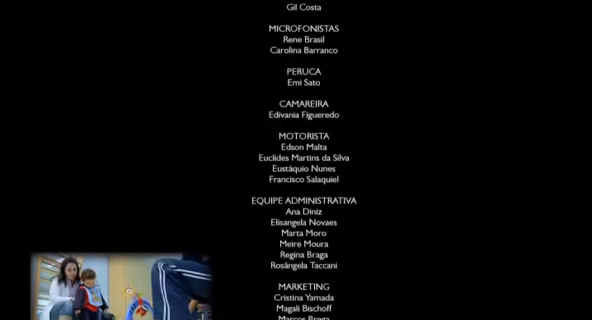 Gil Costa
MICROFONISTAS
Rene Brasil
Carolina Barranco
PERUCA
Emi Sato
CAMAREIRA
Edivania Figueredo
MOTORISTA
Edson Malta
Euclides Martins da Silva
Eustáquio Nunes
Francisco Salaquiel
EQUIPE ADMINISTRATIVA
Ana Diniz
Elisangela Novaes
Marta Moro
Meire Moura
Regina Braga
Rosângela Taccani
MARKETING
Cristina Yamada
Magali Bischoff
Marcos Brega